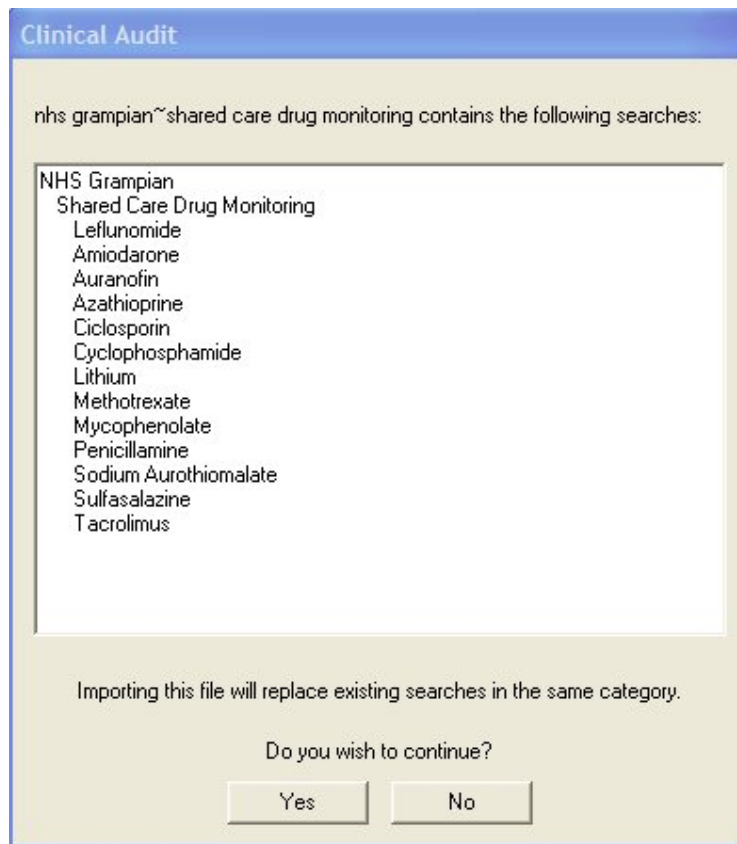 Clinical Audit
nhs grampian~shared care drug monitoring contains the following searches:
NHS Grampian
Shared Care Drug Monitoring
Leflunomide
Amiodarone
Auranofin
Azathioprine
Ciclosporin
Cyclophosphamide
Lithium
Methotrexate
Mycophenolate
Penicillamine
Sodium Aurothiomalate
Sulfasalazine
Tacrolimus
Importing this file will replace existing searches in the same category.
Do you wish to continue?
Yes No